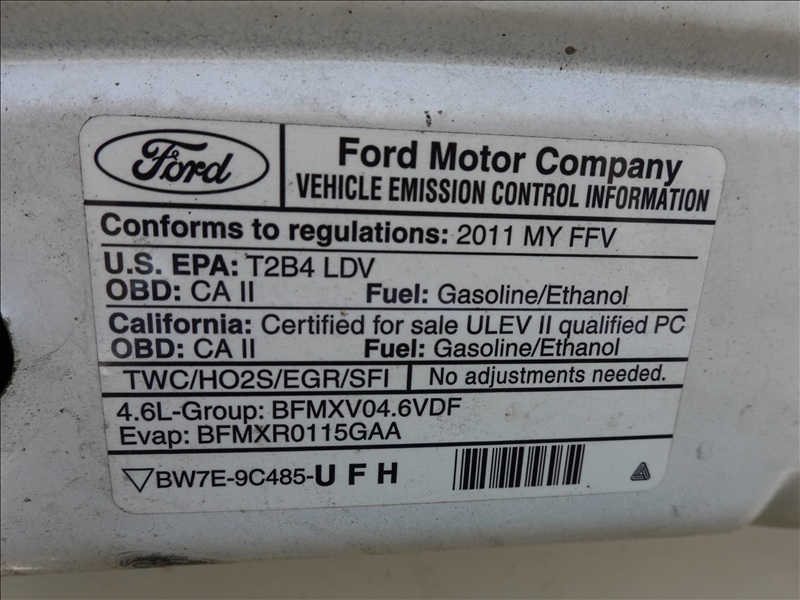 Ford
Ford Motor Company
VEHICLE EMISSION CONTROL INFORMATION
Conforms to regulations: 2011 MY FFV
U.S. EPA: T2B4 LDV
OBD: CA II Fuel: Gasoline/Ethanol
California: Certified for sale ULEV II qualified PC
OBD: CA II Fuel: Gasoline/Ethanol
TWC/HO2S/EGR/SFI No adjustments needed.
4.6L-Group: BFMXV04.6VDF
Evap: BFMXR0115GAA
BW7E-9C485-U F H